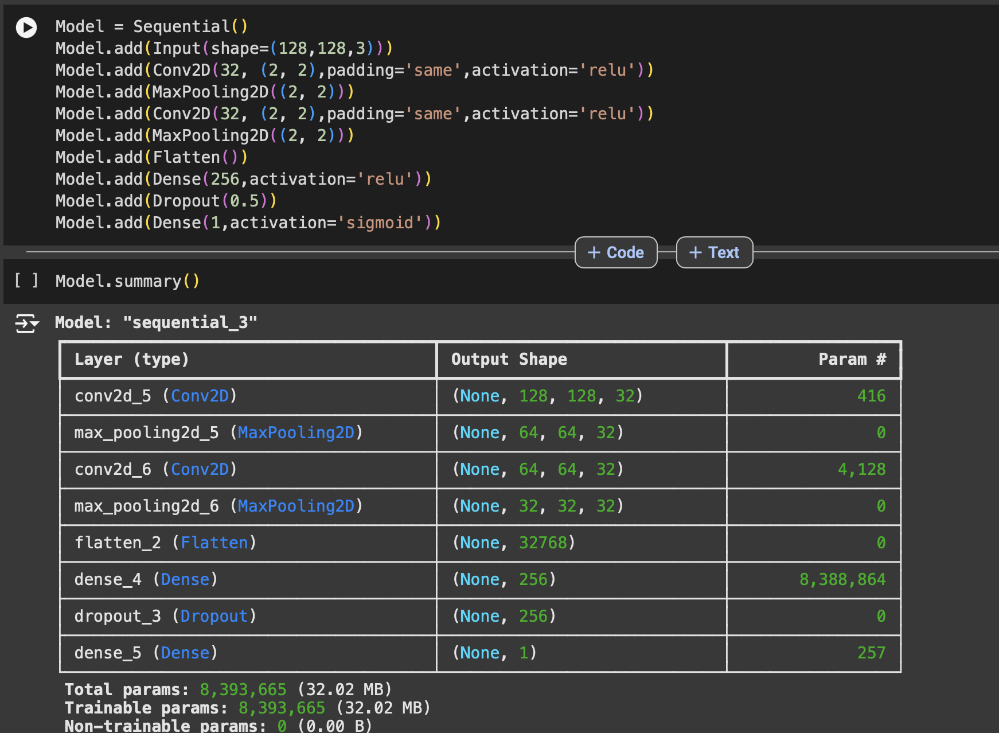 Model = Sequential()
Model.add(Input(shape=(128,128,3)))
Model.add(Conv2D(32, (2, 2),padding='same',activation='relu'))
Model.add(MaxPooling2D((2, 2)))
Model.add(Conv2D(32, (2, 2),padding='same',activation='relu'))
Model.add(MaxPooling2D((2, 2)))
Model.add(Flatten())
Model.add(Dense(256,activation='relu'))
Model.add(Dropout(0.5))
Model.add(Dense(1,activation='sigmoid'))
+ Code + Text
[ ] Model.summary()
Model: "sequential_3"
Layer (type) Output Shape Param #
conv2d_5 (Conv2D) (None, 128, 128, 32) 416
max_pooling2d_5 (MaxPooling2D) (None, 64, 64, 32) 0
conv2d_6 (Conv2D) (None, 64, 64, 32) 4,128
max_pooling2d_6 (MaxPooling2D) (None, 32, 32, 32) 0
flatten_2 (Flatten) (None, 32768) 0
dense_4 (Dense) (None, 256) 8,388,864
dropout_3 (Dropout) (None, 256) 0
dense_5 (Dense) (None, 1) 257
Total params: 8,393,665 (32.02 MB)
Trainable params: 8,393,665 (32.02 MB)
Non-trainable params: 0 (0.00 B)